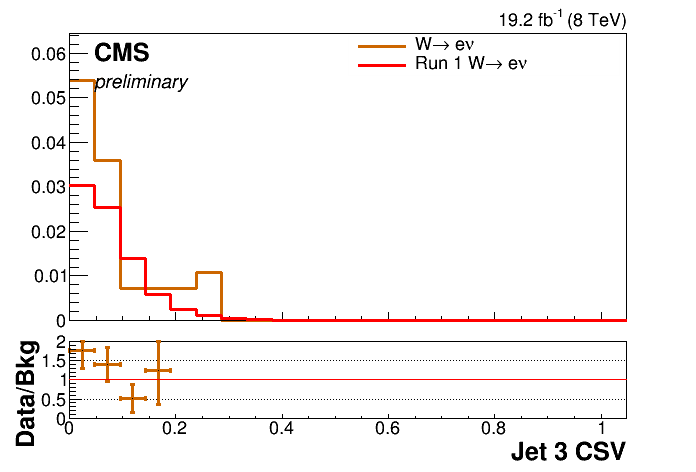 19.2 fb-1 (8 TeV)
CMS
preliminary
W→ eν
Run 1 W→ eν
0.06
0.05
0.04
0.03
0.02
0.01
0
Data/Bkg
2
1.5
1
0.5
0
0 0.2 0.4 0.6 0.8 1
Jet 3 CSV